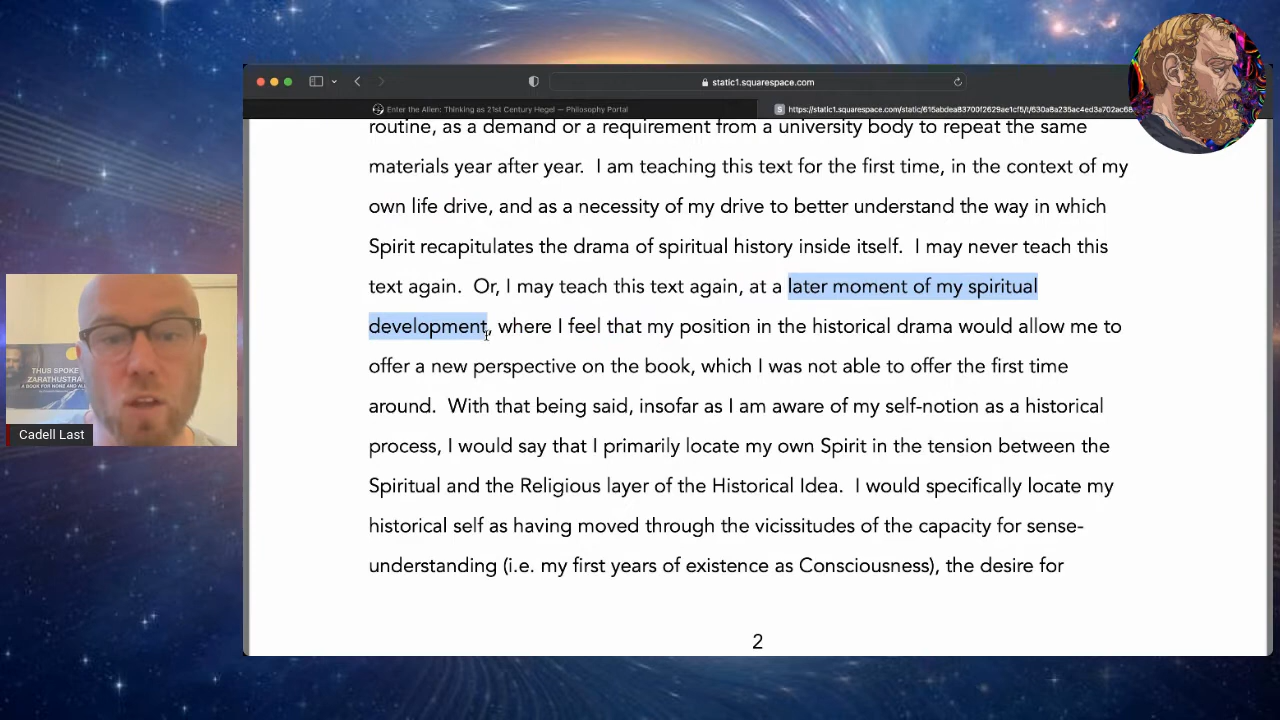 static1.squarespace.com
Enter the Alien: Thinking as 21st Century Hegel — Philosophy Portal
routine, as a demand or a requirement from a university body to repeat the same
materials year after year.  I am teaching this text for the first time, in the context of my
own life drive, and as a necessity of my drive to better understand the way in which
Spirit recapitulates the drama of spiritual history inside itself.  I may never teach this
text again.  Or, I may teach this text again, at a later moment of my spiritual
development, where I feel that my position in the historical drama would allow me to
offer a new perspective on the book, which I was not able to offer the first time
around.  With that being said, insofar as I am aware of my self-notion as a historical
process, I would say that I primarily locate my own Spirit in the tension between the
Spiritual and the Religious layer of the Historical Idea.  I would specifically locate my
historical self as having moved through the vicissitudes of the capacity for sense-
understanding (i.e. my first years of existence as Consciousness), the desire for
2
THUS SPOKE
ZARATHUSTRA
A BOOK FOR NONE AND ALL
Cadell Last